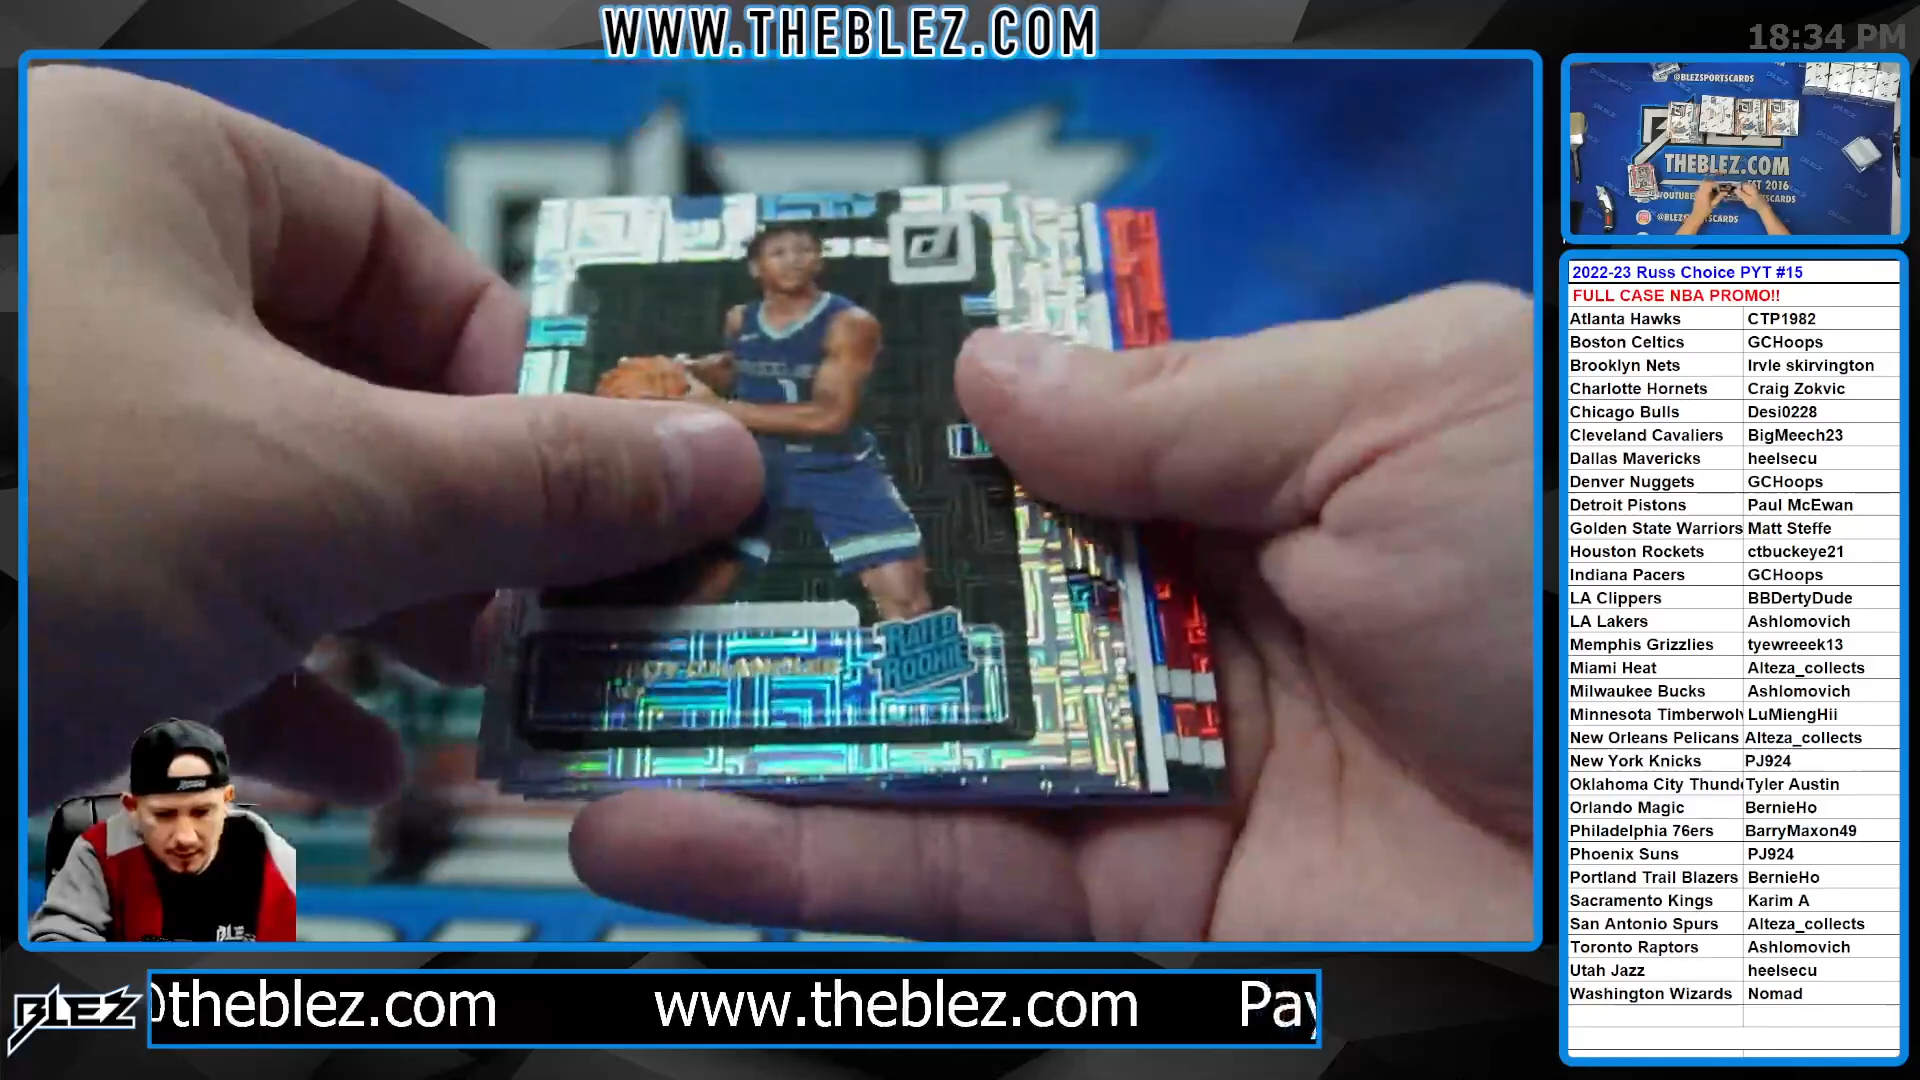 WWW.THEBLEZ.COM
18:34 PM
@BLEZSPORTSCARDS
THEBLEZ.COM
EST 2016
RATED
ROOKIE
1
2022-23 Russ Choice PYT #15
FULL CASE NBA PROMO!!
Atlanta Hawks CTP1982
Boston Celtics GCHoops
Brooklyn Nets Irvle skirvington
Charlotte Hornets Craig Zokvic
Chicago Bulls Desi0228
Cleveland Cavaliers BigMeech23
Dallas Mavericks heelsecu
Denver Nuggets GCHoops
Detroit Pistons Paul McEwan
Golden State Warriors Matt Steffe
Houston Rockets ctbuckeye21
Indiana Pacers GCHoops
LA Clippers BBDertyDude
LA Lakers Ashlomovich
Memphis Grizzlies tyewreeek13
Miami Heat Alteza_collects
Milwaukee Bucks Ashlomovich
Minnesota Timberwolv LuMiengHii
New Orleans Pelicans Alteza_collects
New York Knicks PJ924
Oklahoma City Thund Tyler Austin
Orlando Magic BernieHo
Philadelphia 76ers BarryMaxon49
Phoenix Suns PJ924
Portland Trail Blazers BernieHo
Sacramento Kings Karim A
San Antonio Spurs Alteza_collects
Toronto Raptors Ashlomovich
Utah Jazz heelsecu
Washington Wizards Nomad
BLEZ
@theblez.com www.theblez.com Pay